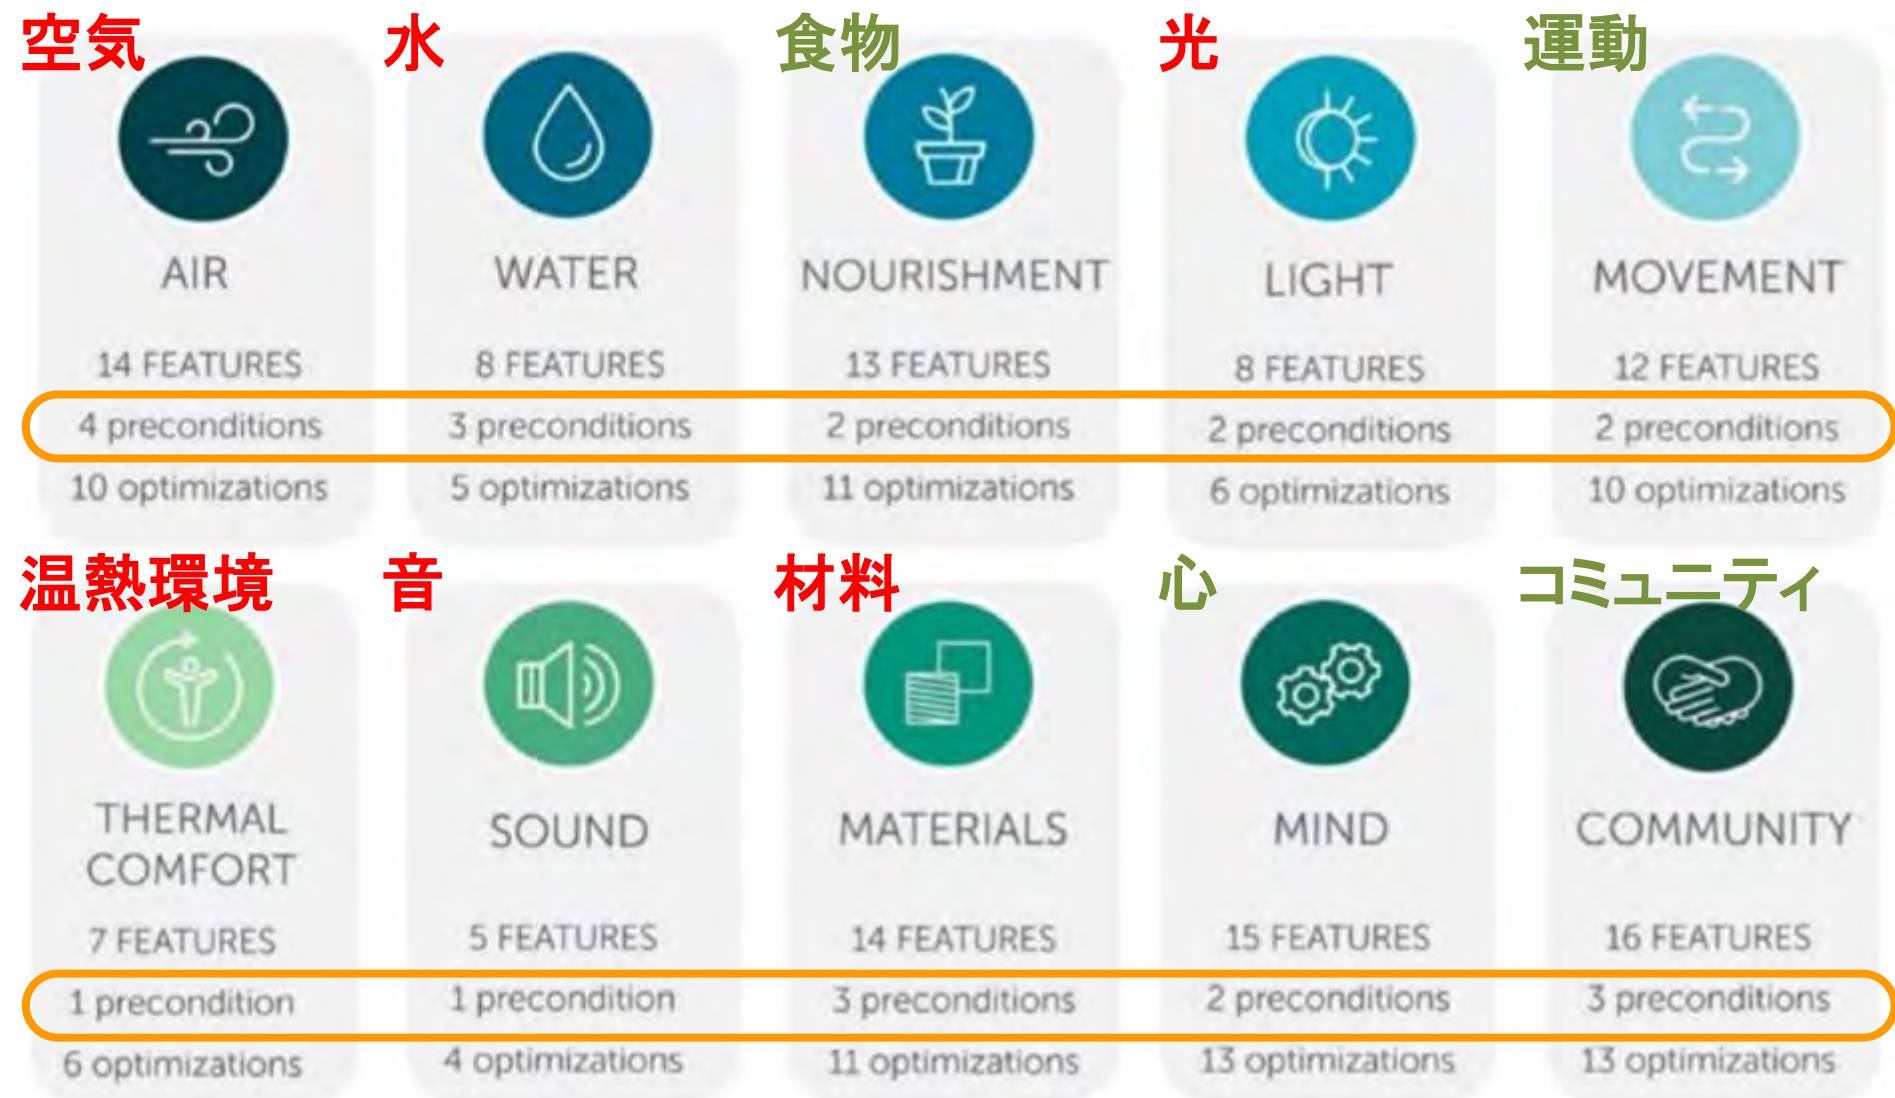 空気
水
食物
光
運動
AIR
WATER
NOURISHMENT
LIGHT
MOVEMENT
14 FEATURES
8 FEATURES
13 FEATURES
8 FEATURES
12 FEATURES
4 preconditions
3 preconditions
2 preconditions
2 preconditions
2 preconditions
10 optimizations
5 optimizations
11 optimizations
6 optimizations
10 optimizations
温熱環境
音
材料
心
コミュニティ
THERMAL
COMFORT
SOUND
MATERIALS
MIND
COMMUNITY
7 FEATURES
5 FEATURES
14 FEATURES
15 FEATURES
16 FEATURES
1 precondition
1 precondition
3 preconditions
2 preconditions
3 preconditions
6 optimizations
4 optimizations
11 optimizations
13 optimizations
13 optimizations